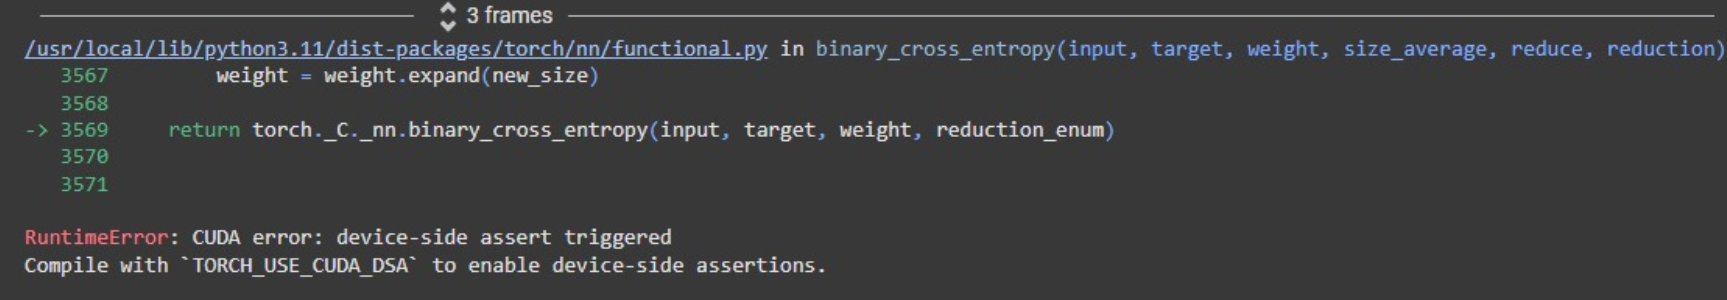 3 frames
/usr/local/lib/python3.11/dist-packages/torch/nn/functional.py in binary_cross_entropy(input, target, weight, size_average, reduce, reduction)
   3567         weight = weight.expand(new_size)
   3568
-> 3569     return torch._C._nn.binary_cross_entropy(input, target, weight, reduction_enum)
   3570
   3571
RuntimeError: CUDA error: device-side assert triggered
Compile with `TORCH_USE_CUDA_DSA` to enable device-side assertions.